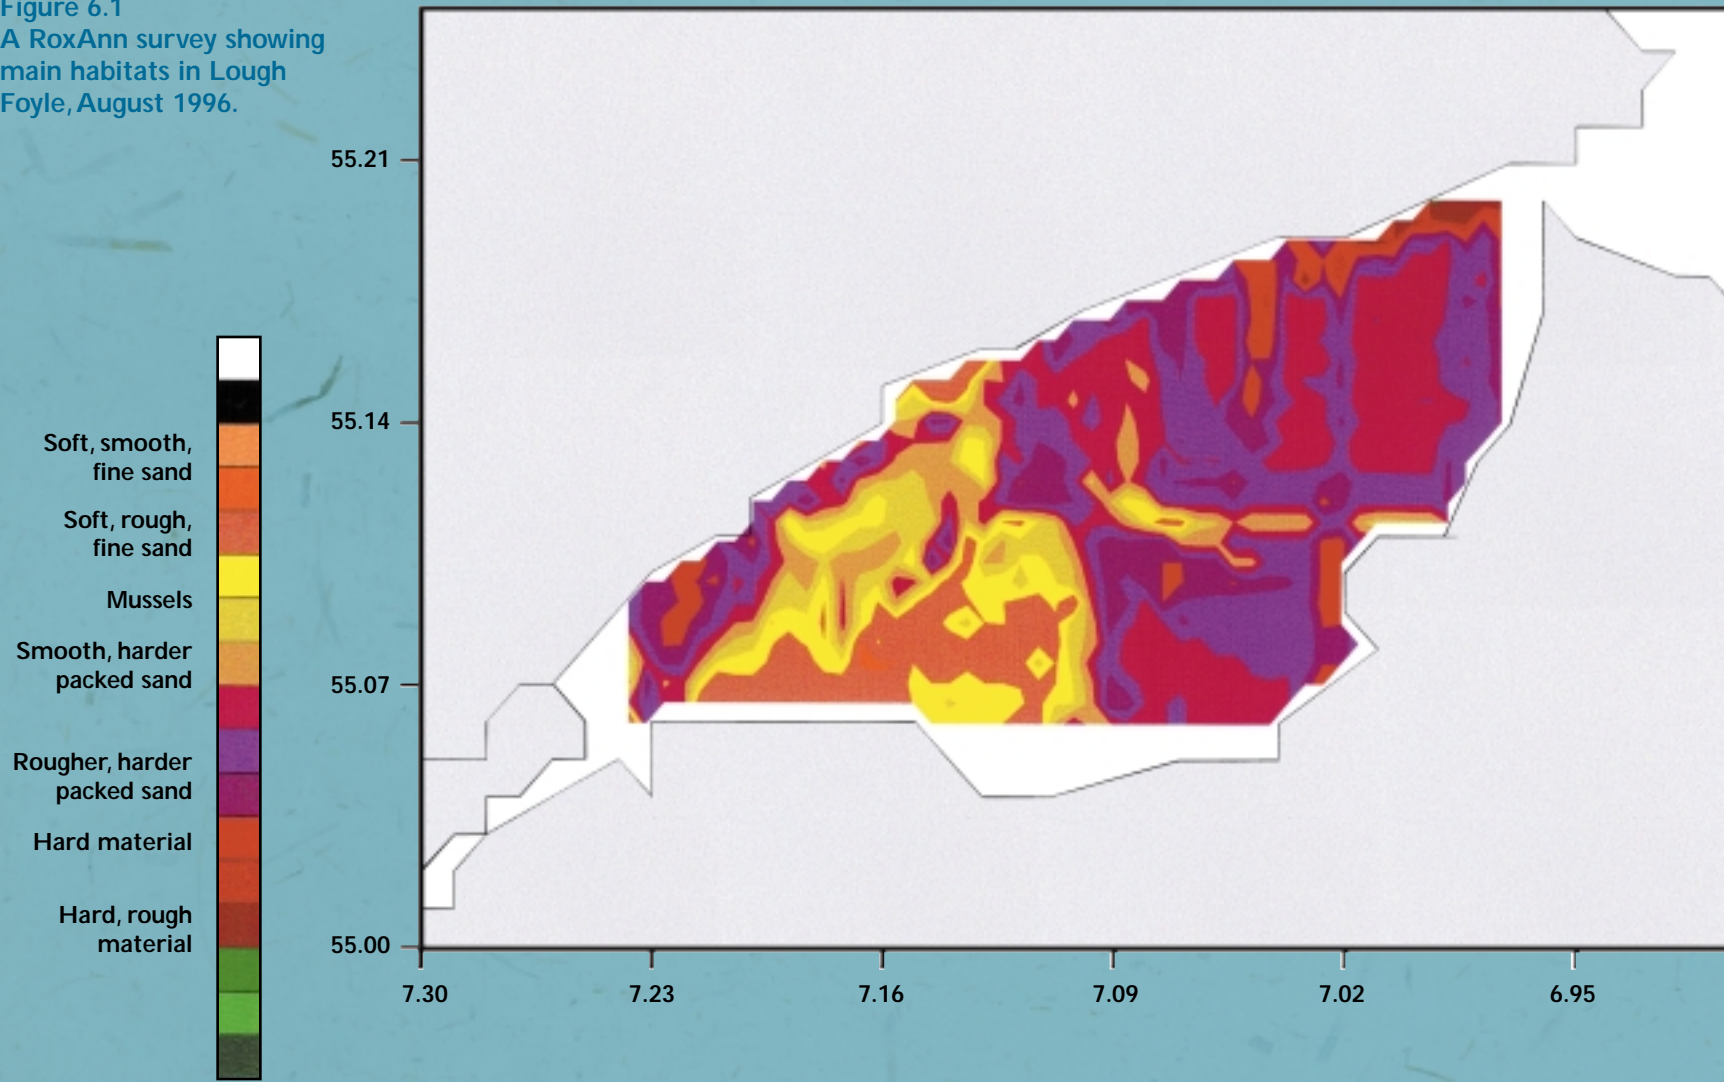 Figure 6.1
A RoxAnn survey showing
main habitats in Lough
Foyle, August 1996.
55.21
55.14
55.07
55.00
7.30
7.23
7.16
7.09
7.02
6.95
Soft, smooth,
fine sand
Soft, rough,
fine sand
Mussels
Smooth, harder
packed sand
Rougher, harder
packed sand
Hard material
Hard, rough
material